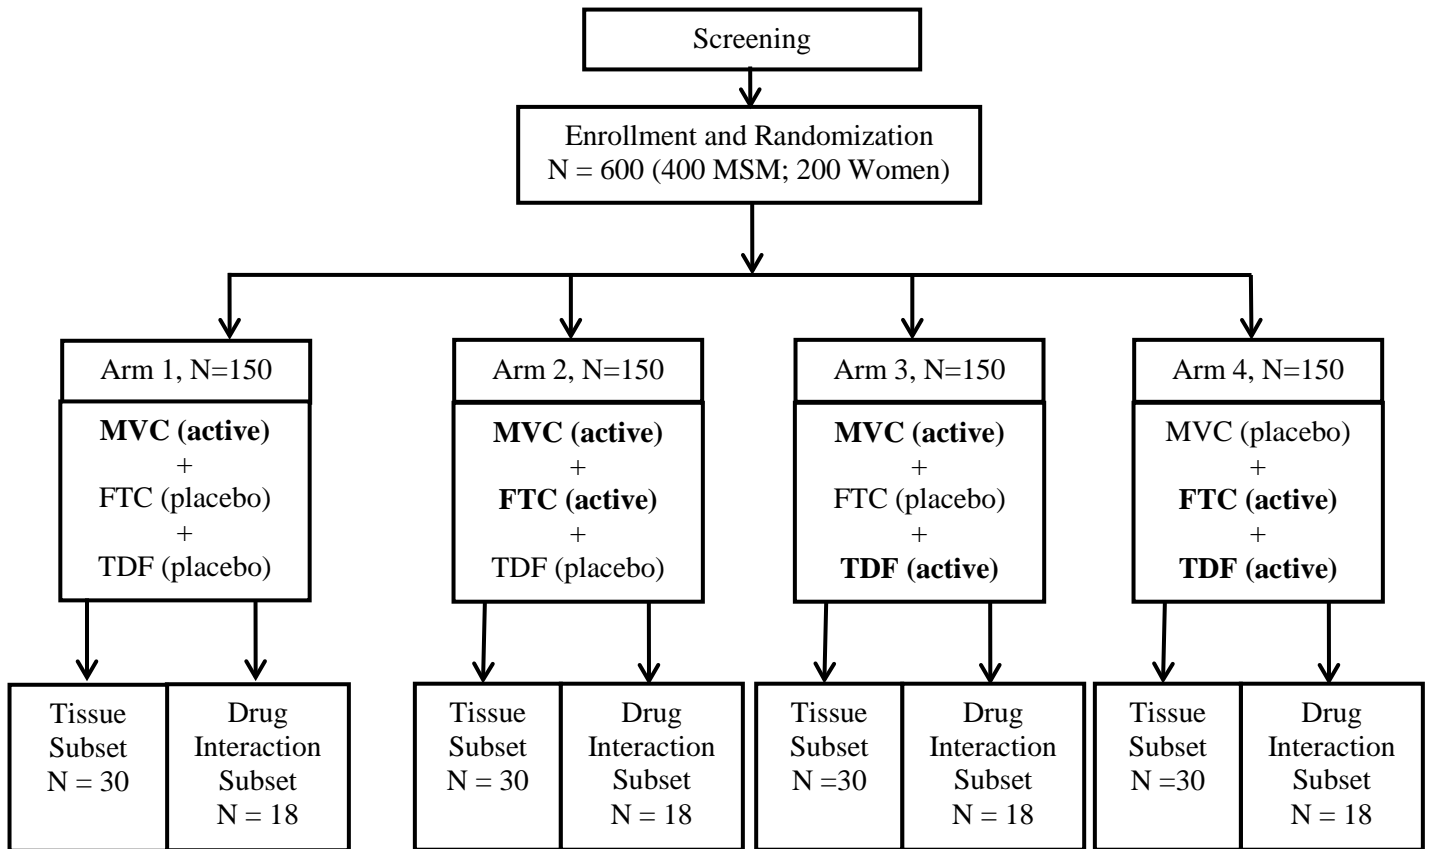 Screening
Enrollment and Randomization
N = 600 (400 MSM; 200 Women)
Arm 1, N=150
MVC (active)
+
FTC (placebo)
+
TDF (placebo)
Tissue
Subset
N = 30
Drug
Interaction
Subset
N = 18
Arm 2, N=150
MVC (active)
+
FTC (active)
+
TDF (placebo)
Tissue
Subset
N = 30
Drug
Interaction
Subset
N = 18
Arm 3, N=150
MVC (active)
+
FTC (placebo)
+
TDF (active)
Tissue
Subset
N =30
Drug
Interaction
Subset
N = 18
Arm 4, N=150
MVC (placebo)
+
FTC (active)
+
TDF (active)
Tissue
Subset
N =30
Drug
Interaction
Subset
N = 18